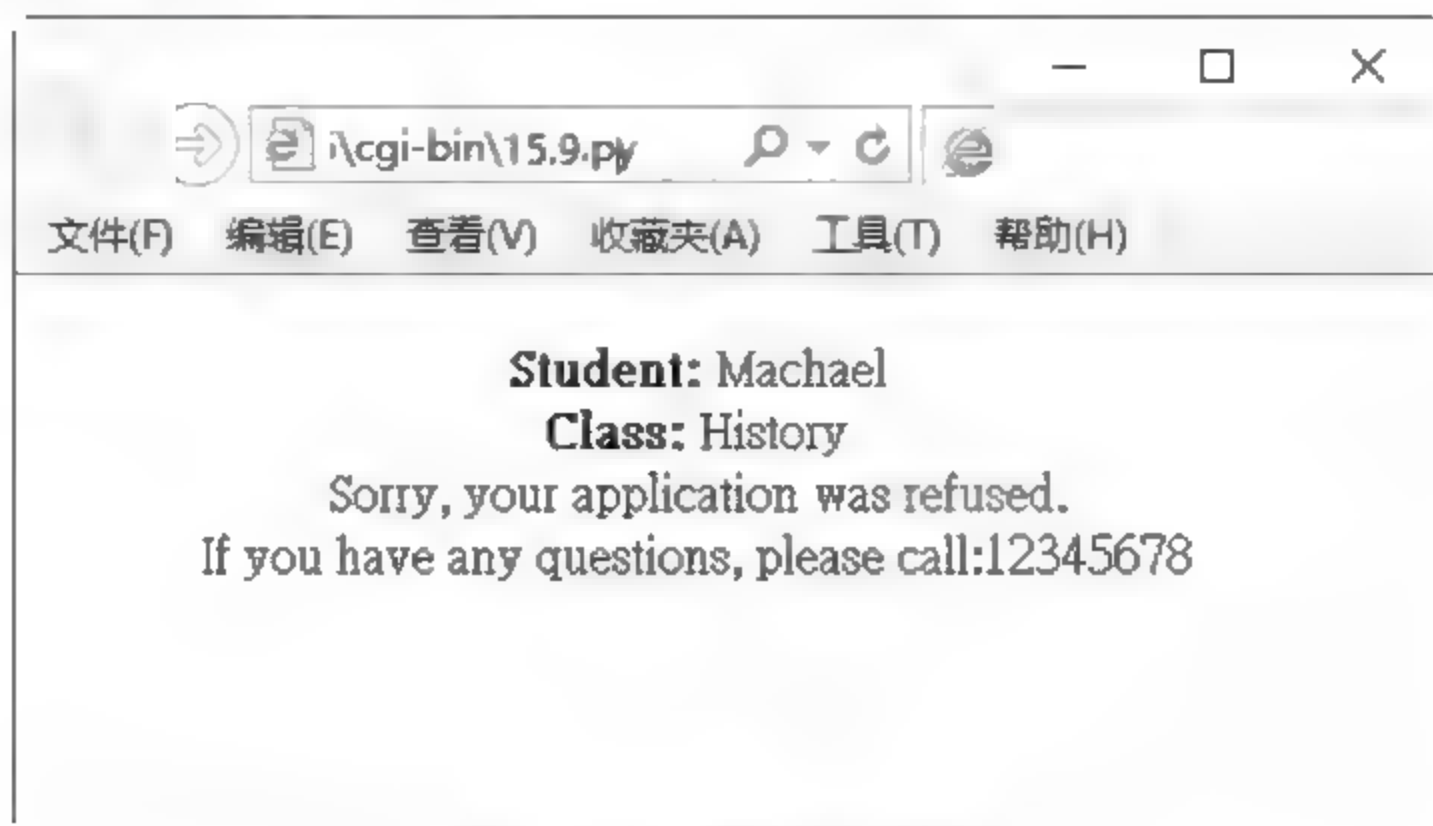 \cgi-bin\15.9.py
文件(F) 编辑(E) 查看(V) 收藏夹(A) 工具(T) 帮助(H)
Student: Machael
Class: History
Sorry, your application was refused.
If you have any questions, please call:12345678